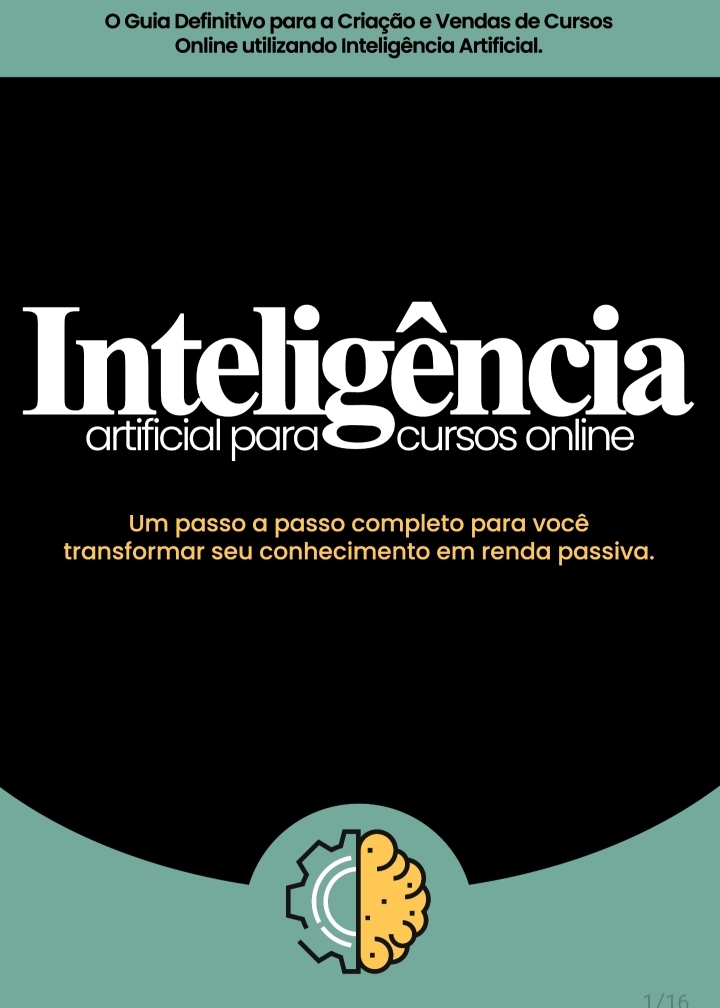 O Guia Definitivo para a Criação e Vendas de Cursos
Online utilizando Inteligência Artificial.
Inteligência
artificial para cursos online
Um passo a passo completo para você
transformar seu conhecimento em renda passiva.
1/16